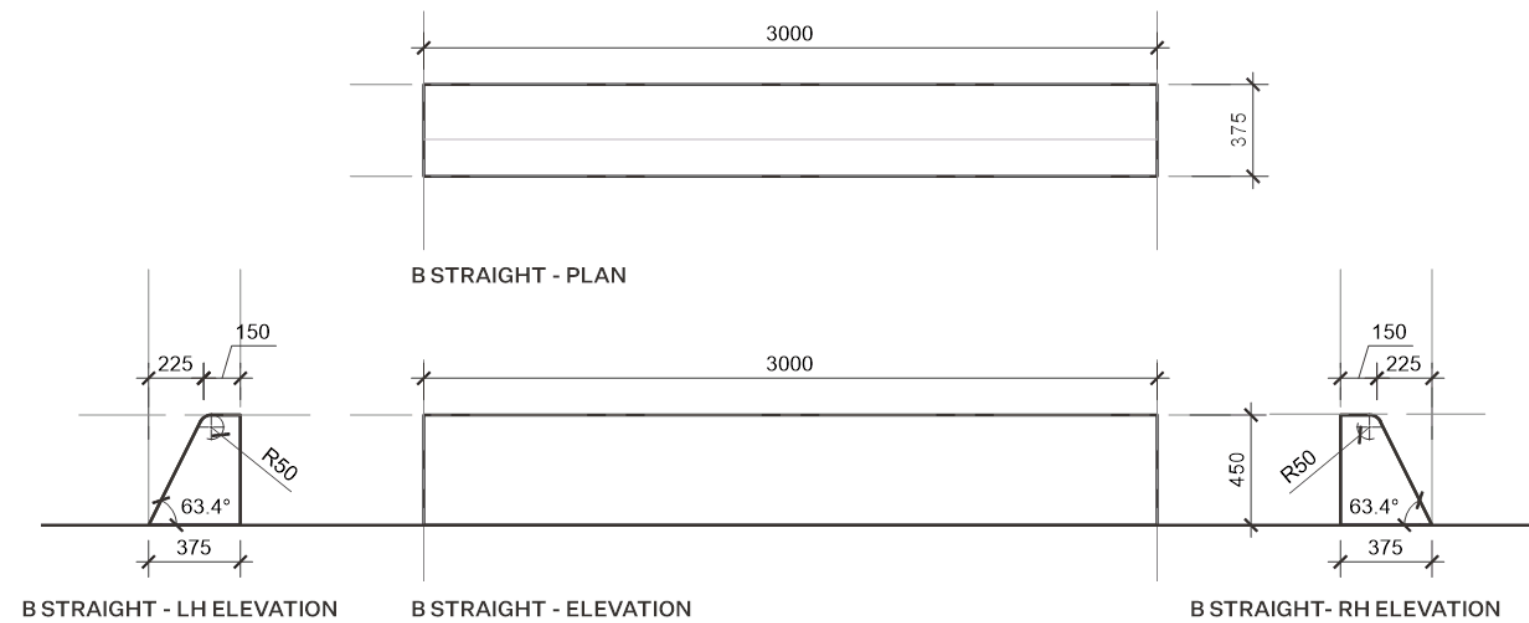 3000
375
B STRAIGHT - PLAN
150
225
3000
150
225
R50
63.4°
450
R50
63.4°
375
375
B STRAIGHT - LH ELEVATION
B STRAIGHT - ELEVATION
B STRAIGHT- RH ELEVATION